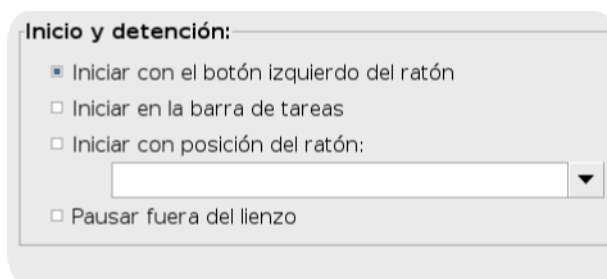 Inicio y detención:
Iniciar con el botón izquierdo del ratón
Iniciar en la barra de tareas
Iniciar con posición del ratón:
Pausar fuera del lienzo